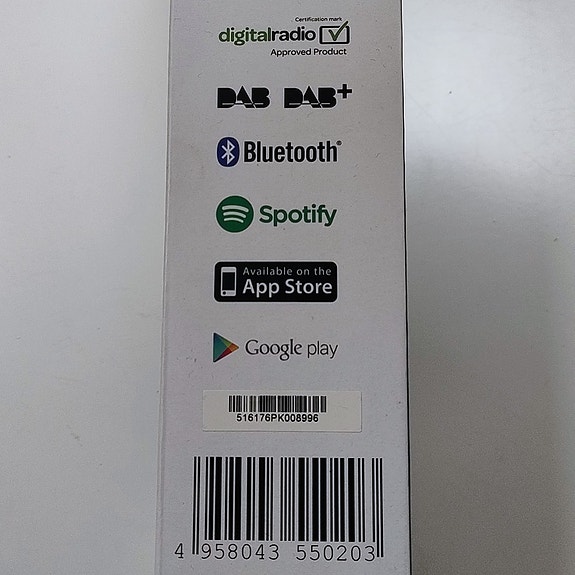 Certification mark
digitalradio
Approved Product
DAB DAB+
Bluetooth®
Spotify
Available on the
App Store
Google play
516176PK008996
4 958043 550203